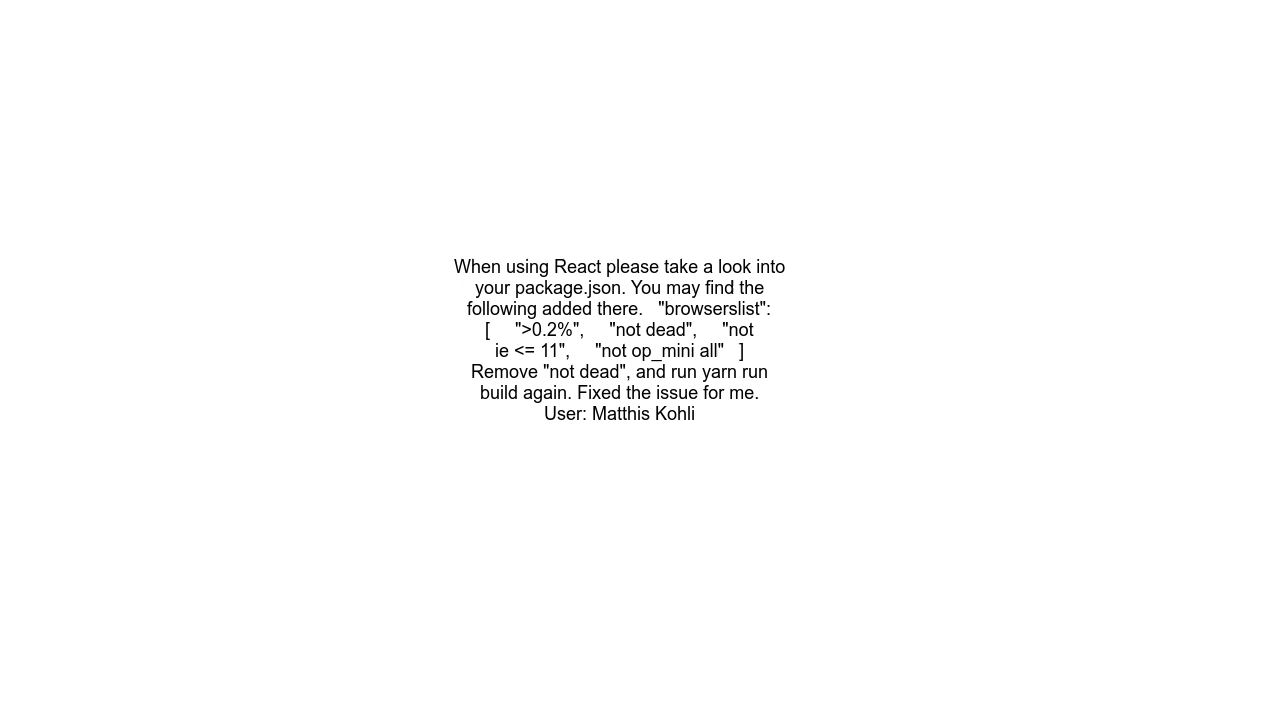 When using React please take a look into
your package.json. You may find the
following added there.   "browserslist":
[     ">0.2%",     "not dead",     "not
ie <= 11",     "not op_mini all"   ]
Remove "not dead", and run yarn run
build again. Fixed the issue for me.
User: Matthis Kohli